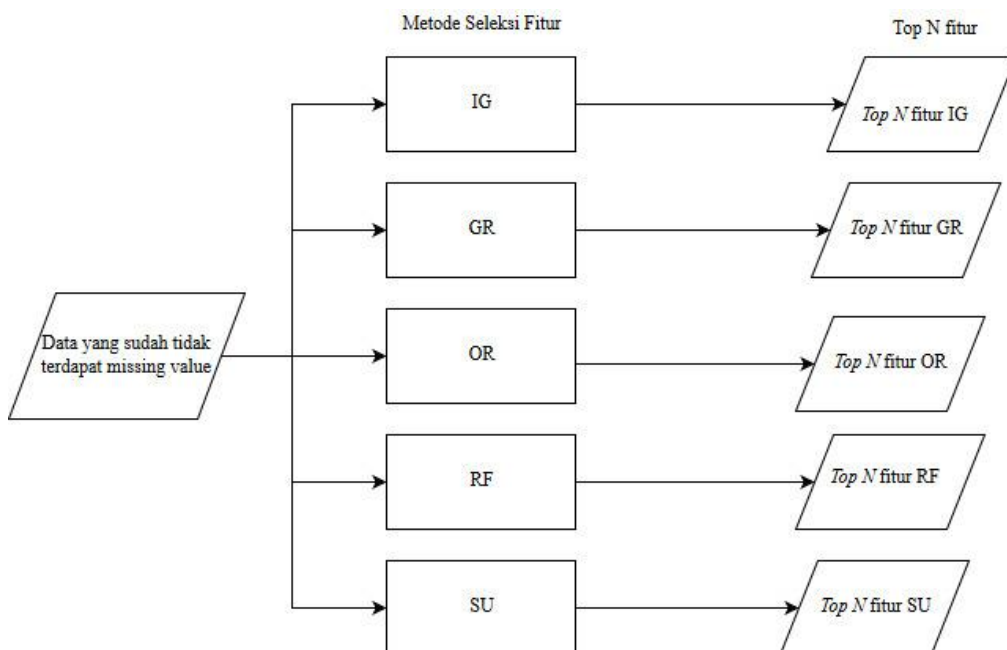 Metode Seleksi Fitur
Top N fitur
IG
Top N fitur IG
GR
Top N fitur GR
Data yang sudah tidak
terdapat missing value
OR
Top N fitur OR
RF
Top N fitur RF
SU
Top N fitur SU